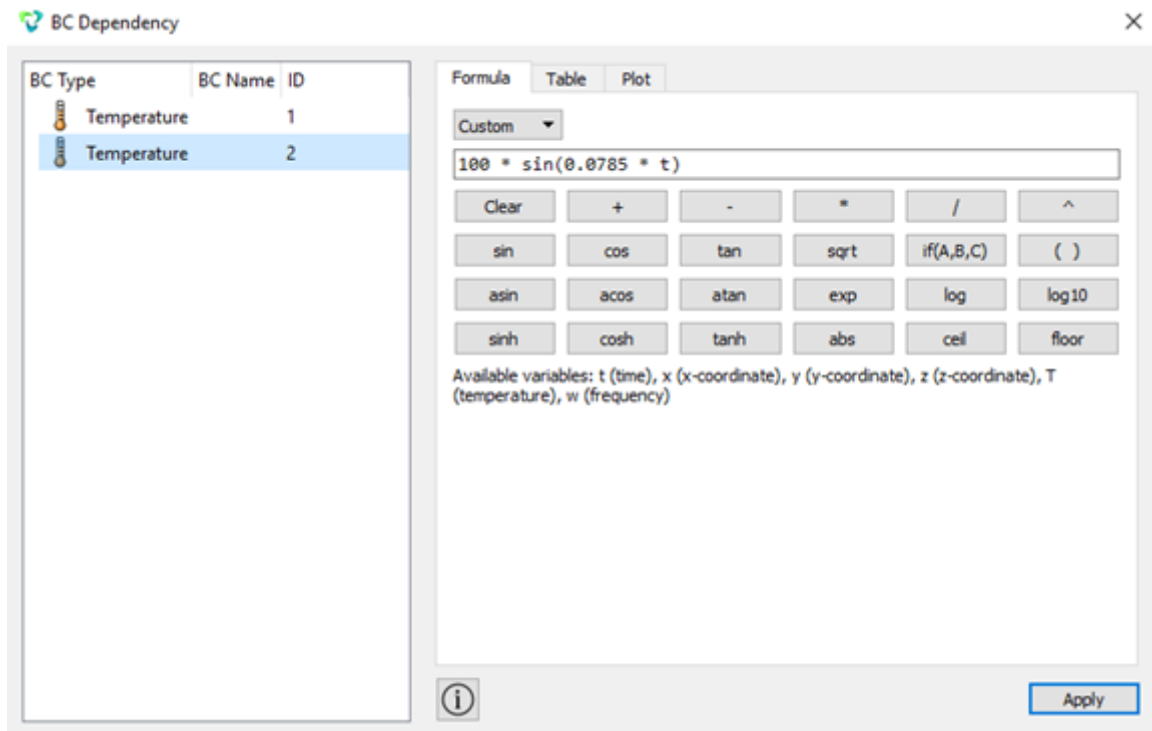 BC Dependency
BC Type BC Name ID
Temperature 1
Temperature 2
Formula Table Plot
Custom
100 * sin(0.0785 * t)
Clear + - * / ^
sin cos tan sqrt if(A,B,C) ( )
asin acos atan exp log log10
sinh cosh tanh abs ceil floor
Available variables: t (time), x (x-coordinate), y (y-coordinate), z (z-coordinate), T
(temperature), w (frequency)
Apply